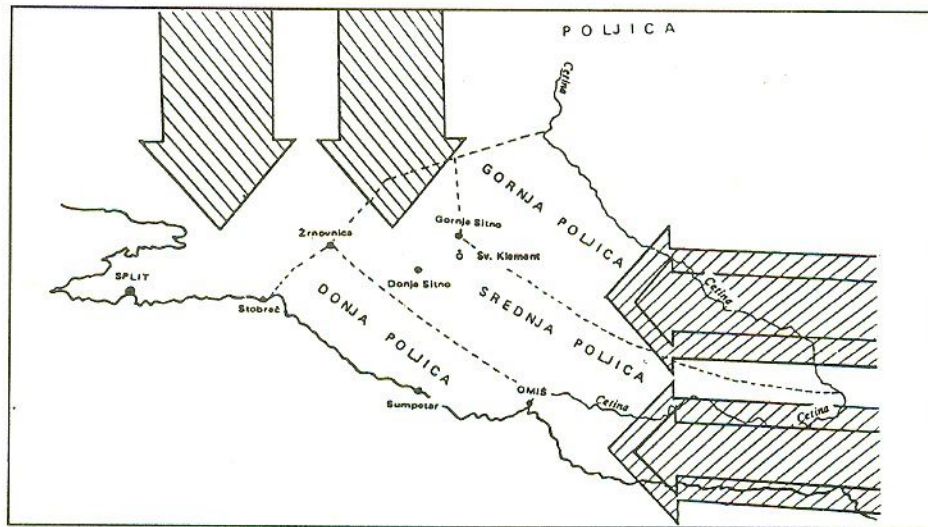 POLJICA
Cetina
GORNJA POLJICA
Gornje Sitno
Žrnovnica
Sv. Klement
Donje Sitno
SPLIT
Stobreč
DONJA POLJICA
SREDNJA POLJICA
Cetina
Sumpetar
OMIŠ
Cetina
Cetina